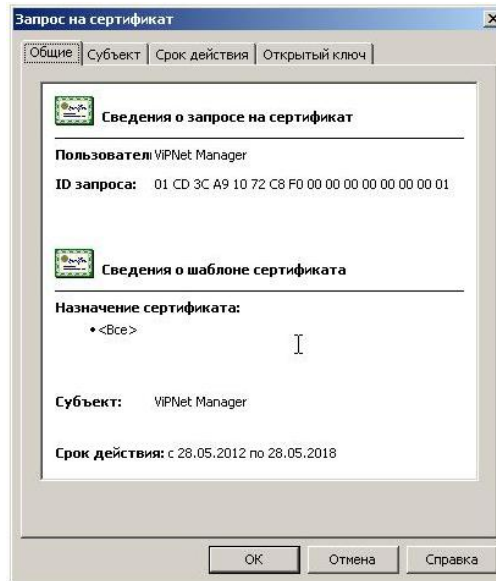 Запрос на сертификат
Общие Субъект Срок действия Открытый ключ
Сведения о запросе на сертификат
Пользовател ViPNet Manager
ID запроса: 01 CD 3C A9 10 72 C8 F0 00 00 00 00 00 00 00 01
Сведения о шаблоне сертификата
Назначение сертификата:
• <Все>
Субъект: ViPNet Manager
Срок действия: с 28.05.2012 по 28.05.2018
ОК Отмена Справка